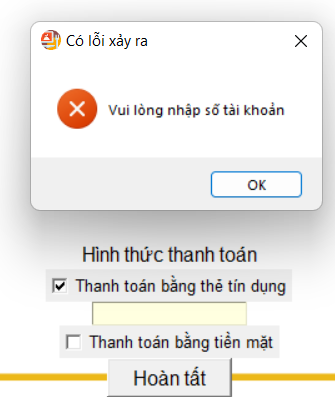 Có lỗi xảy ra
Vui lòng nhập số tài khoản
OK
Hình thức thanh toán
Thanh toán bằng thẻ tín dụng
Thanh toán bằng tiền mặt
Hoàn tất